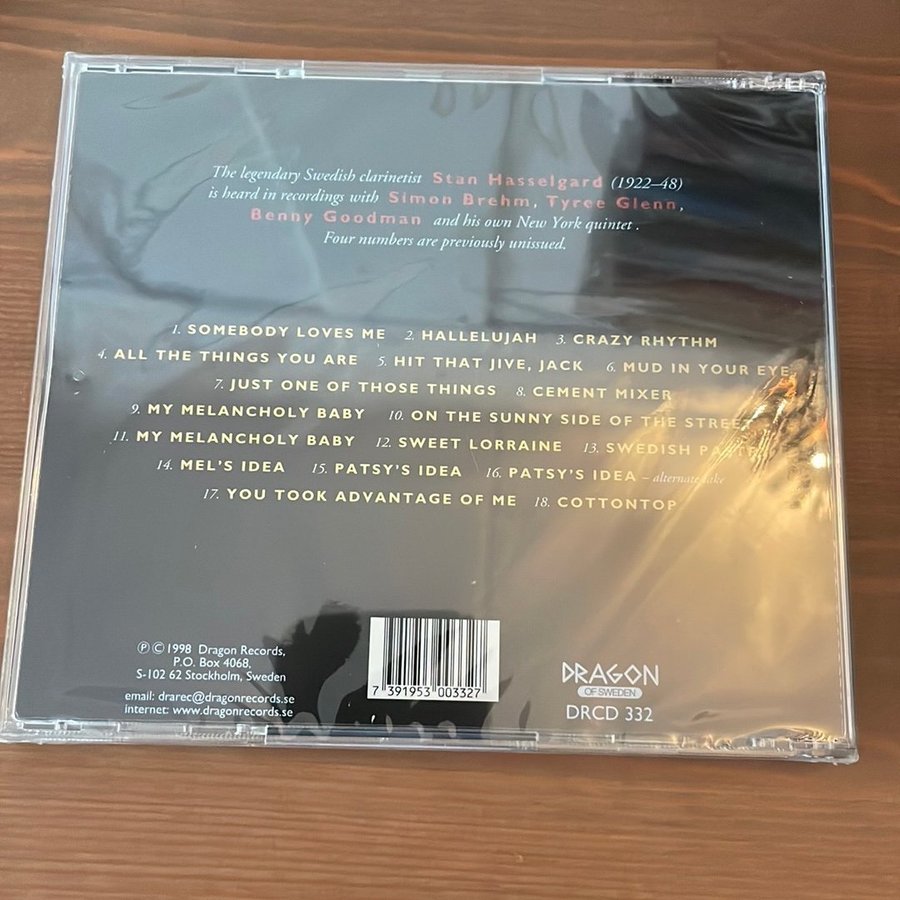 The legendary Swedish clarinetist Stan Hasselgard (1922–48)
is heard in recordings with Simon Brehm, Tyree Glenn,
Benny Goodman and his own New York quintet .
Four numbers are previously unissued.
1. SOMEBODY LOVES ME 2. HALLELUJAH 3. CRAZY RHYTHM
4. ALL THE THINGS YOU ARE 5. HIT THAT JIVE, JACK 6. MUD IN YOUR EYE
7. JUST ONE OF THOSE THINGS 8. CEMENT MIXER
9. MY MELANCHOLY BABY 10. ON THE SUNNY SIDE OF THE STREET
11. MY MELANCHOLY BABY 12. SWEET LORRAINE 13. SWEDISH
14. MEL'S IDEA 15. PATSY'S IDEA 16. PATSY'S IDEA – alternate take
17. YOU TOOK ADVANTAGE OF ME 18. COTTONTOP
℗ © 1998 Dragon Records,
P.O. Box 4068,
S-102 62 Stockholm, Sweden
email: drarec@dragonrecords.se
internet: www.dragonrecords.se
7 391953 003327
DRAGON
OF SWEDEN
DRCD 332